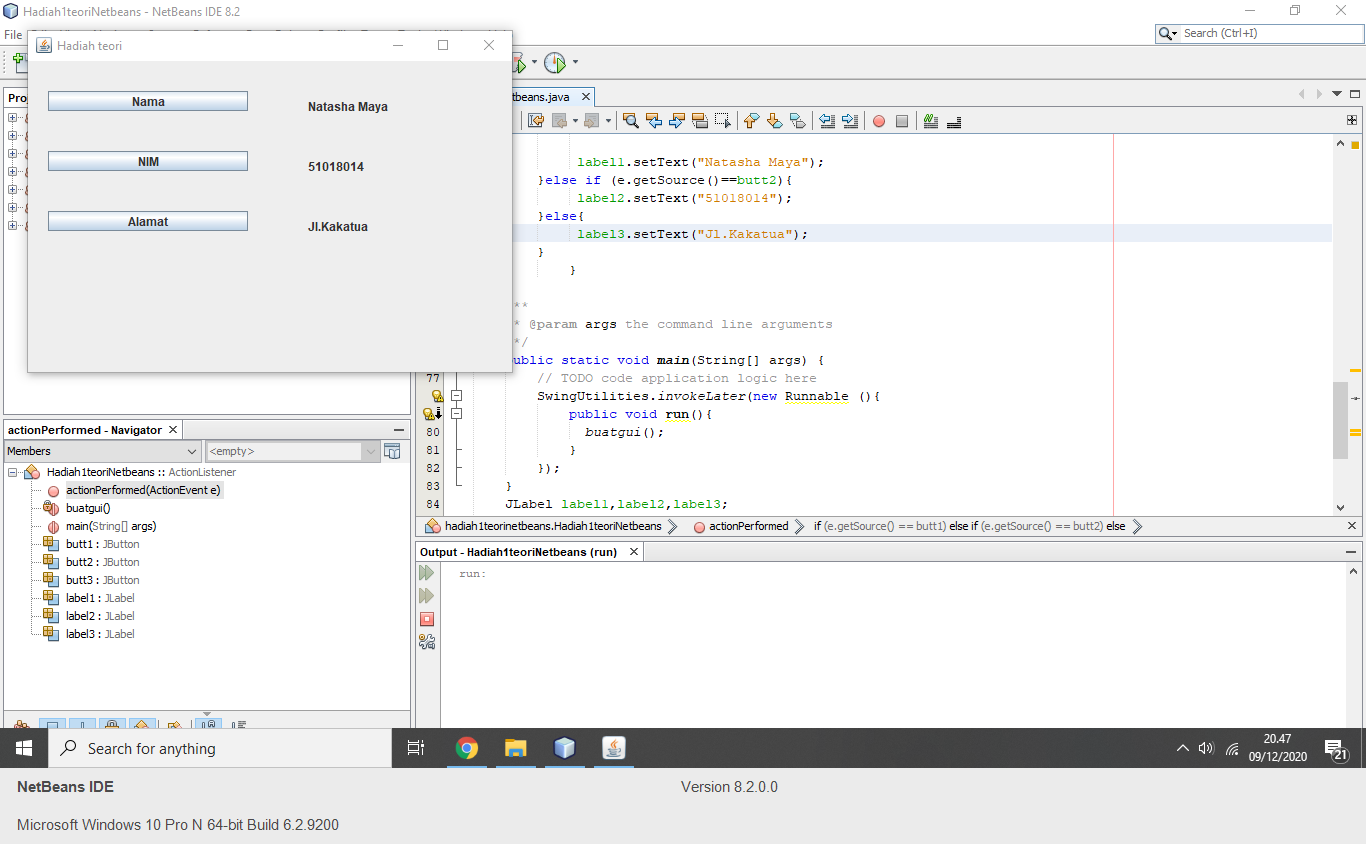 Hadiah1teoriNetbeans - NetBeans IDE 8.2
File
Search (Ctrl+I)
Hadiah teori
Nama
Natasha Maya
NIM
51018014
Alamat
Jl.Kakatua
tbeans.java
label1.setText("Natasha Maya");
}else if (e.getSource()==butt2){
label2.setText("51018014");
}else{
label3.setText("Jl.Kakatua");
}
}
**
* @param args the command line arguments
*/
public static void main(String[] args) {
77 // TODO code application logic here
SwingUtilities.invokeLater(new Runnable (){
public void run(){
80 buatgui();
81 }
82 });
83 }
84 JLabel label1,label2,label3;
hadiah1teorinetbeans.Hadiah1teoriNetbeans actionPerformed if (e.getSource() == butt1) else if (e.getSource() == butt2) else
actionPerformed - Navigator
Members
<empty>
Hadiah1teoriNetbeans :: ActionListener
actionPerformed(ActionEvent e)
buatgui()
main(String[] args)
butt1 : JButton
butt2 : JButton
butt3 : JButton
label1 : JLabel
label2 : JLabel
label3 : JLabel
Output - Hadiah1teoriNetbeans (run)
run:
Search for anything
20.47
09/12/2020
21
NetBeans IDE
Version 8.2.0.0
Microsoft Windows 10 Pro N 64-bit Build 6.2.9200